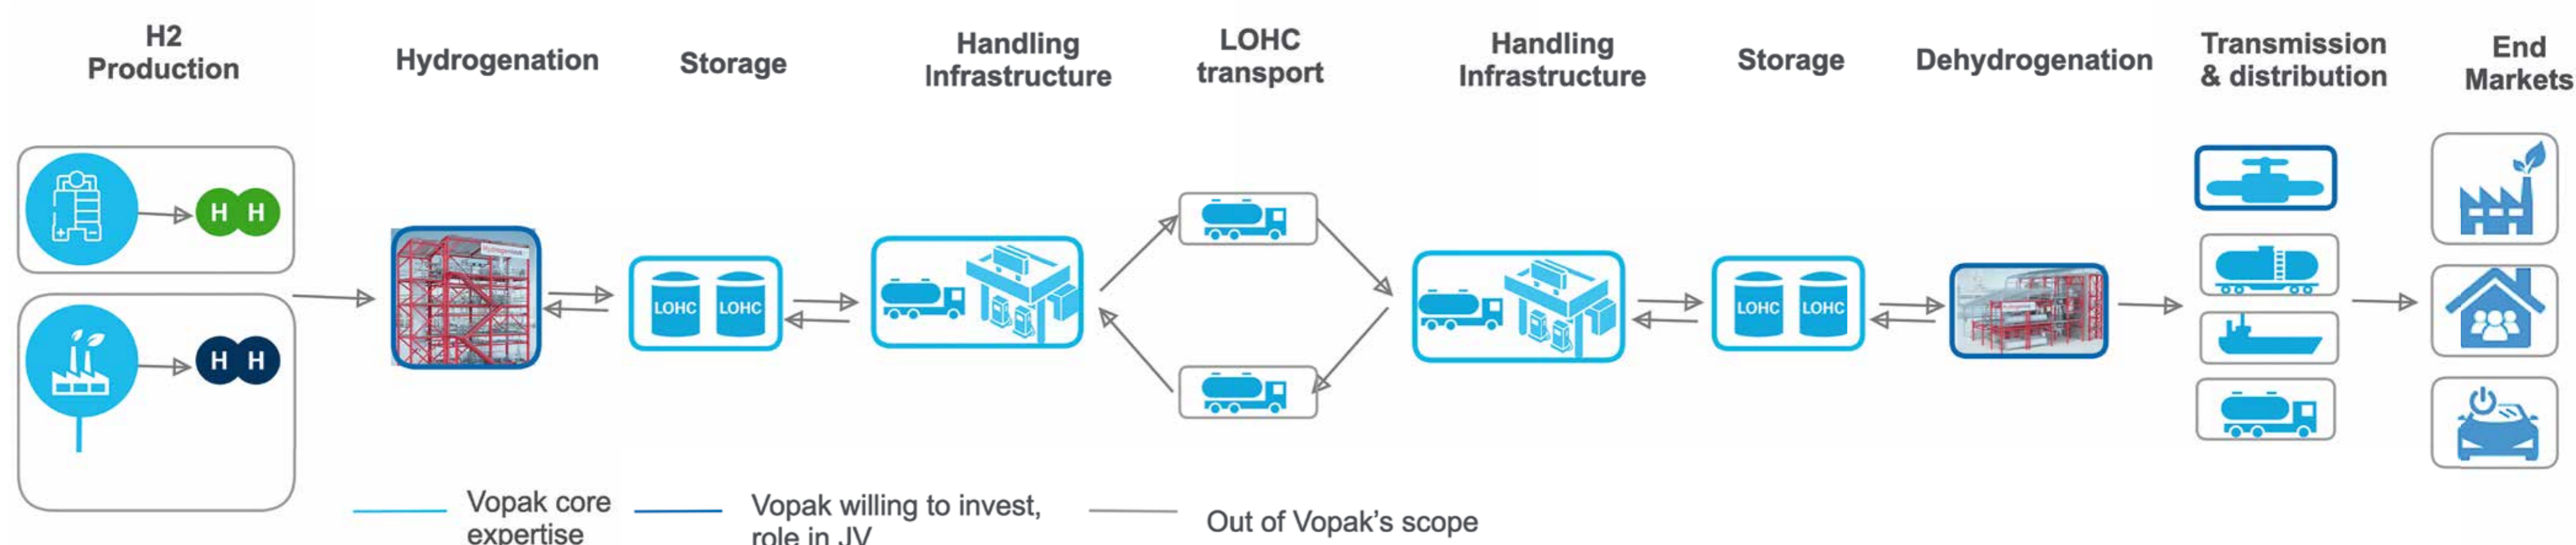 H2
Production
Hydrogenation
Storage
Handling
Infrastructure
LOHC
transport
Handling
Infrastructure
Storage
Dehydrogenation
Transmission
& distribution
End
Markets
H H
H H
LOHC LOHC
LOHC LOHC
Vopak core
expertise
Vopak willing to invest,
role in JV
Out of Vopak's scope